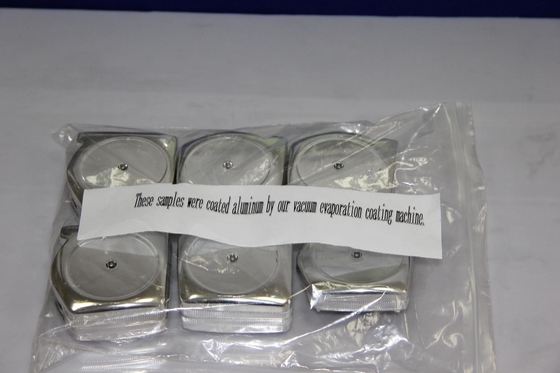 These samples were coated aluminum by our vacuum evaporation coating machine.